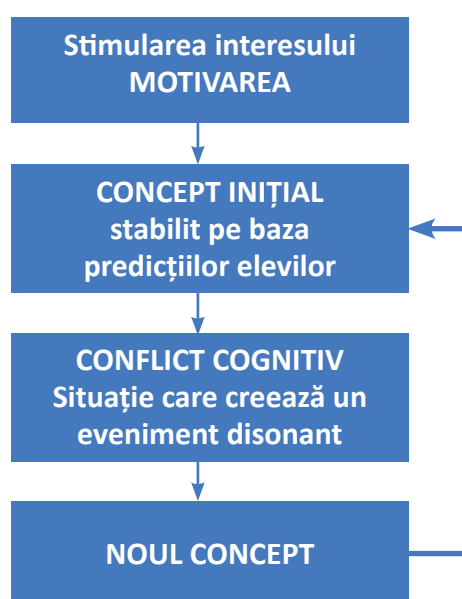 Stimularea interesului
MOTIVAREA
CONCEPT INIȚIAL
stabilit pe baza
predicțiilor elevilor
CONFLICT COGNITIV
Situație care creează un
eveniment disonant
NOUL CONCEPT